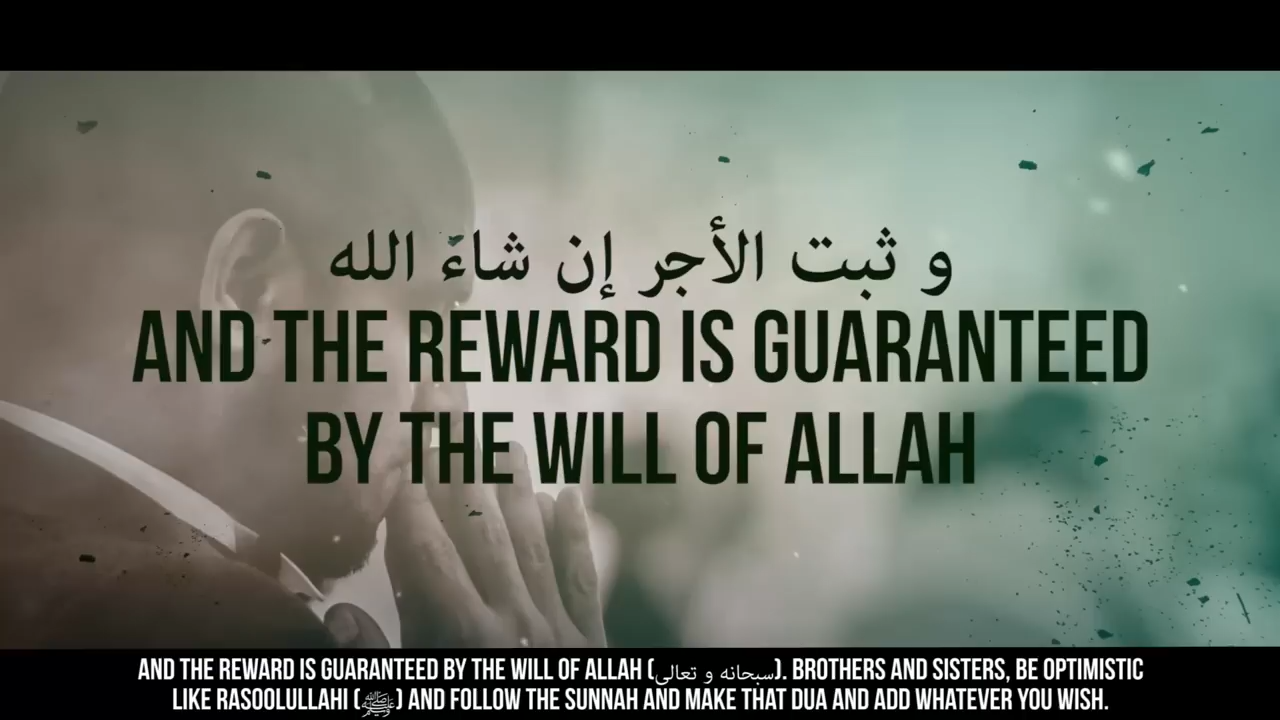 و ثبت الأجر إن شاءَ الله
AND THE REWARD IS GUARANTEED
BY THE WILL OF ALLAH
AND THE REWARD IS GUARANTEED BY THE WILL OF ALLAH (سبحانه و تعالى). BROTHERS AND SISTERS, BE OPTIMISTIC
LIKE RASOOLULLAHI (ﷺ) AND FOLLOW THE SUNNAH AND MAKE THAT DUA AND ADD WHATEVER YOU WISH.